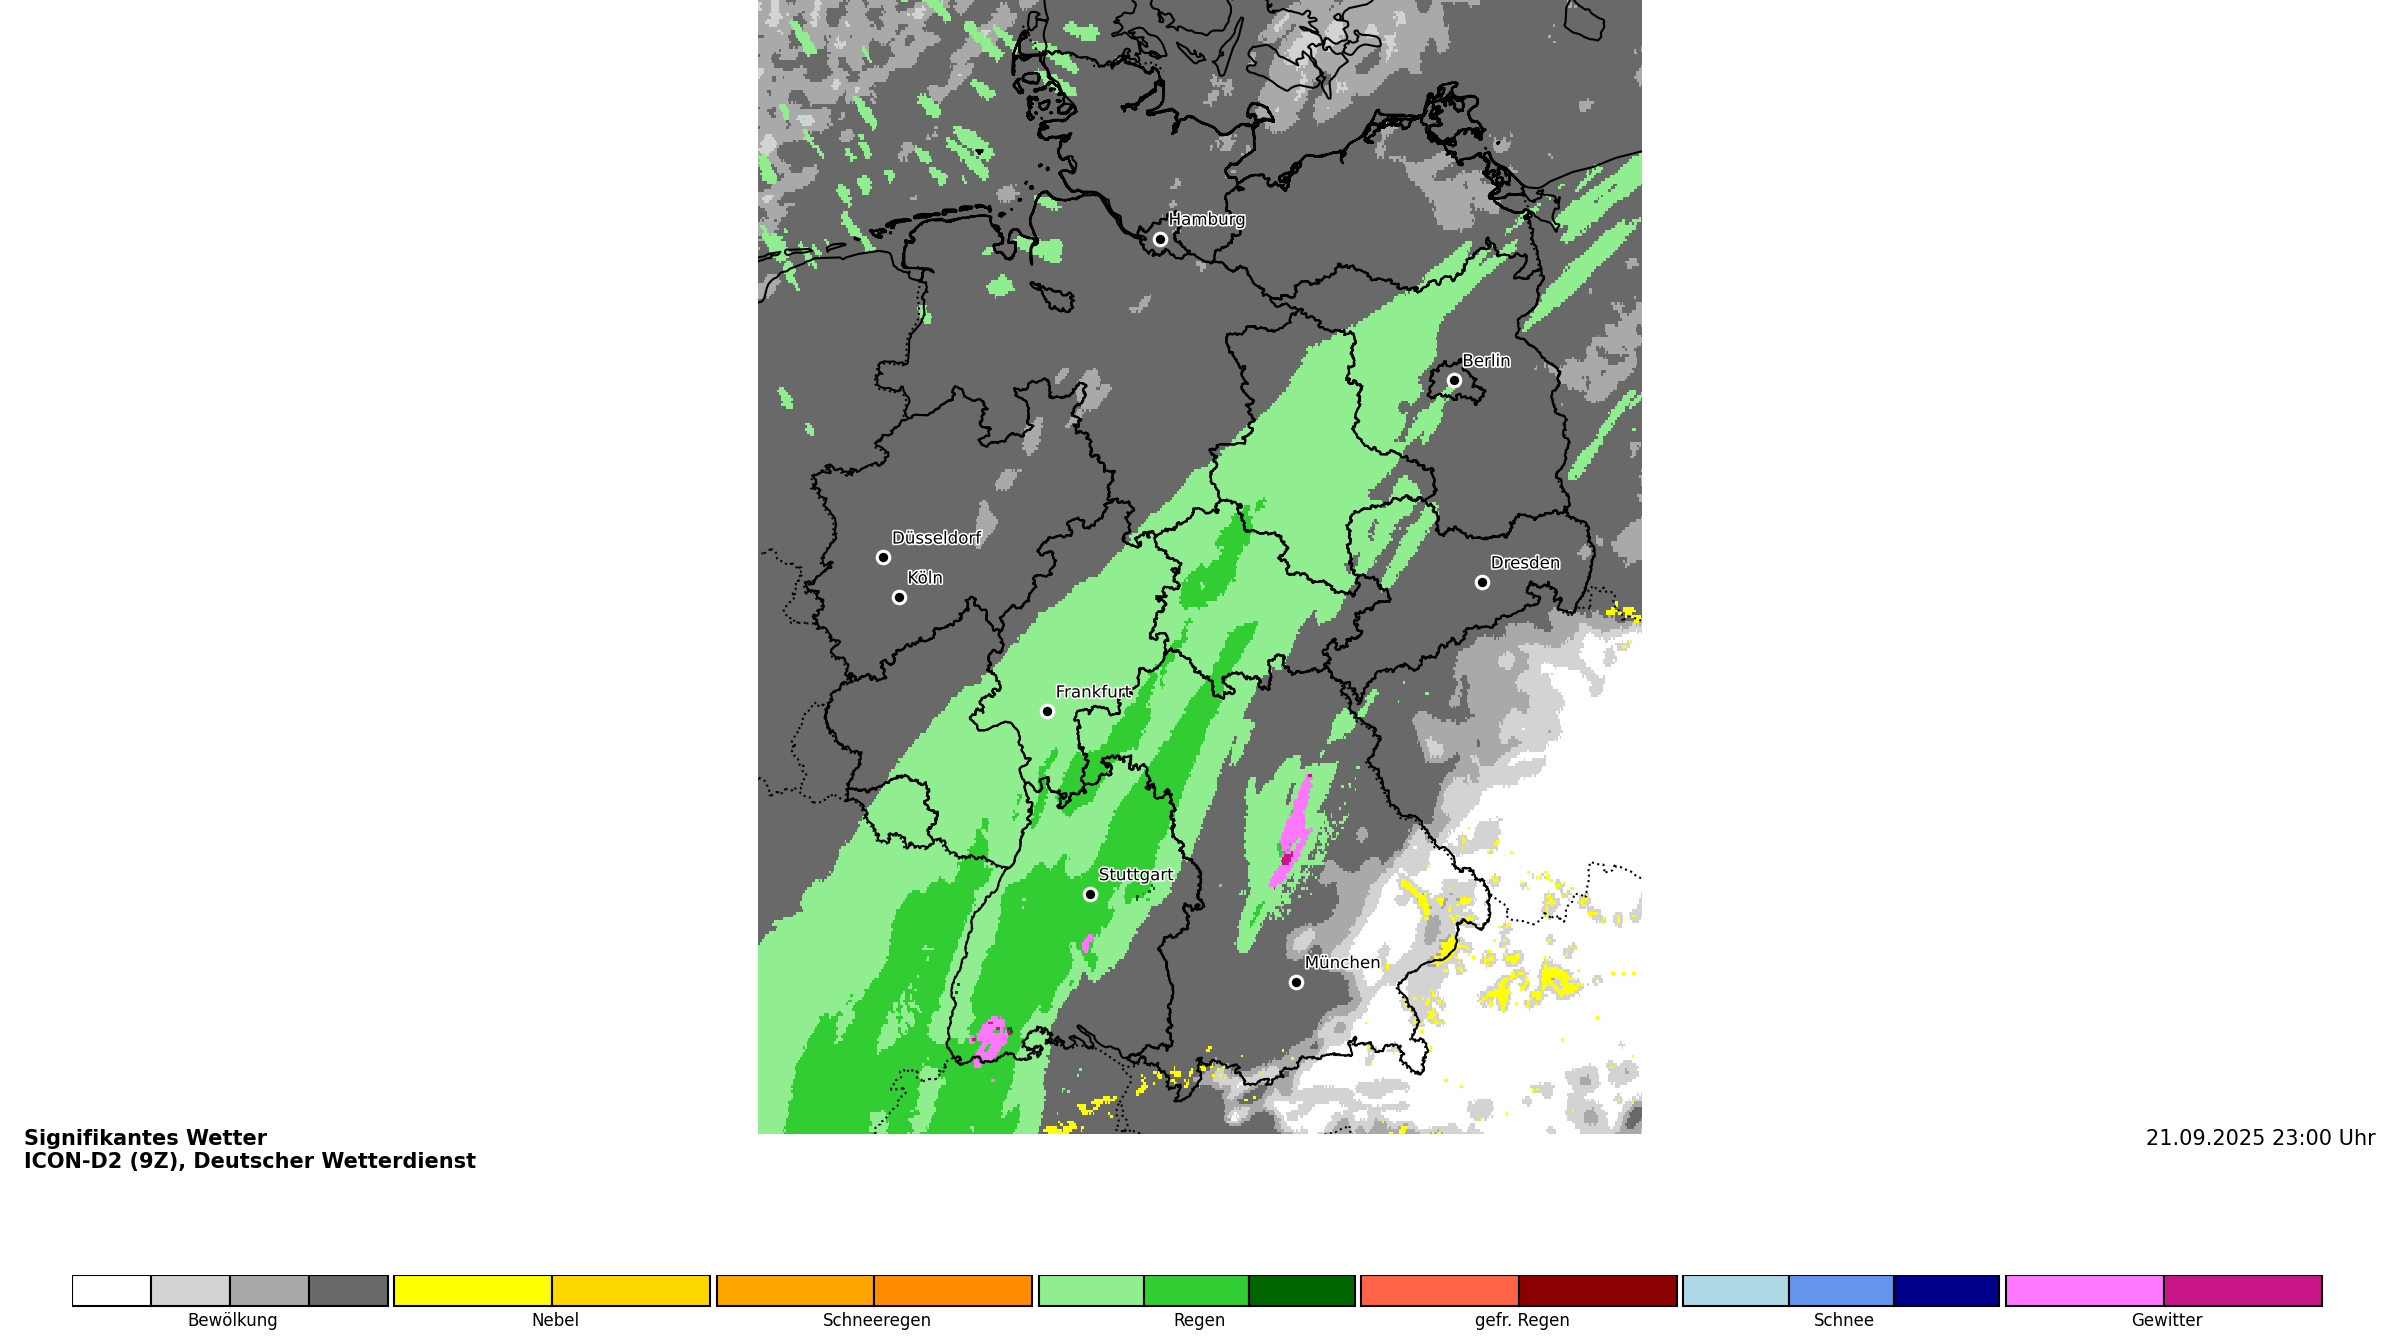 Hamburg
Berlin
Düsseldorf
Köln
Dresden
Frankfurt
Stuttgart
München
Signifikantes Wetter
ICON-D2 (9Z), Deutscher Wetterdienst
21.09.2025 23:00 Uhr
Bewölkung
Nebel
Schneeregen
Regen
gefr. Regen
Schnee
Gewitter